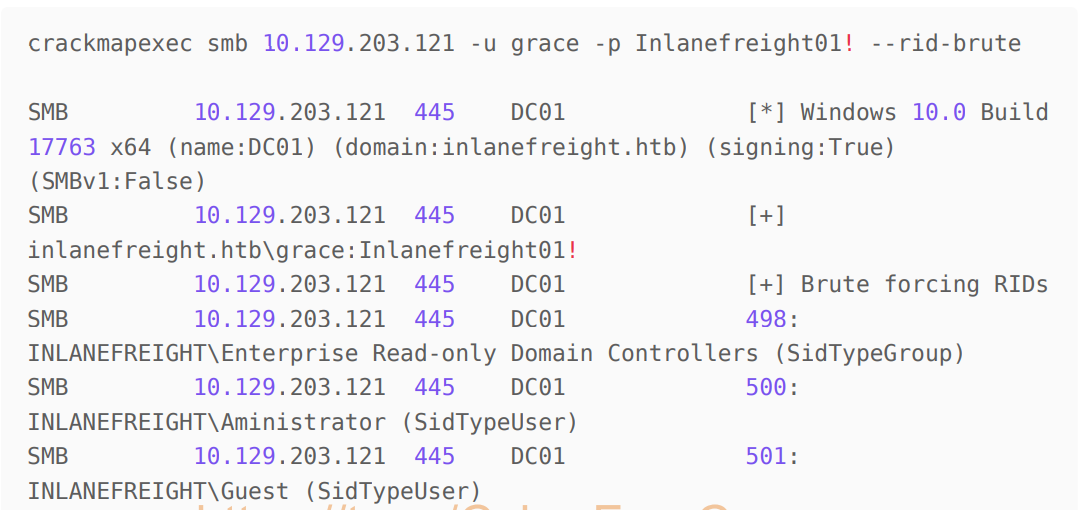 crackmapexec smb 10.129.203.121 -u grace -p Inlanefreight01! --rid-brute
SMB 10.129.203.121 445 DC01 [*] Windows 10.0 Build
17763 x64 (name:DC01) (domain:inlanefreight.htb) (signing:True)
(SMBv1:False)
SMB 10.129.203.121 445 DC01 [+]
inlanefreight.htb\grace:Inlanefreight01!
SMB 10.129.203.121 445 DC01 [+] Brute forcing RIDs
SMB 10.129.203.121 445 DC01 498:
INLANEFREIGHT\Enterprise Read-only Domain Controllers (SidTypeGroup)
SMB 10.129.203.121 445 DC01 500:
INLANEFREIGHT\Aministrator (SidTypeUser)
SMB 10.129.203.121 445 DC01 501:
INLANEFREIGHT\Guest (SidTypeUser)